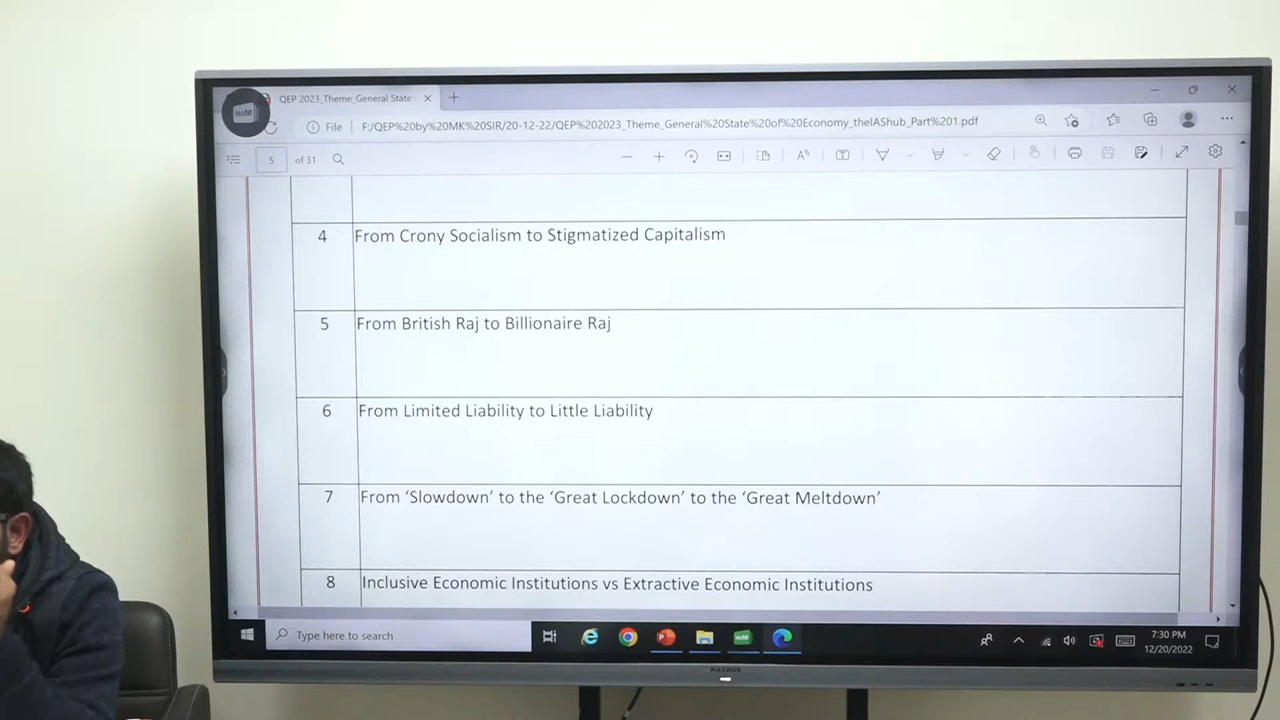 note
QEP 2023_Theme_General State
File F:/QEP%20by%20MK%20SIR/20-12-22/QEP%202023_Theme_General%20State%20of%20Economy_theIAShub_Part%201.pdf
5 of 31
4 From Crony Socialism to Stigmatized Capitalism
5 From British Raj to Billionaire Raj
6 From Limited Liability to Little Liability
7 From ‘Slowdown’ to the ‘Great Lockdown’ to the ‘Great Meltdown’
8 Inclusive Economic Institutions vs Extractive Economic Institutions
Type here to search
7:30 PM
12/20/2022
MAXHUB